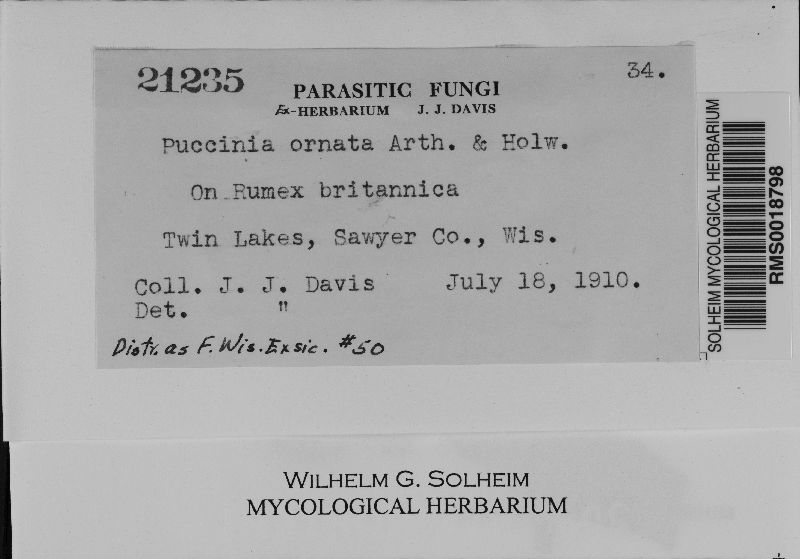 21235
34.
PARASITIC FUNGI
Ex-HERBARIUM J. J. DAVIS
Puccinia ornata Arth. & Holw.
On Rumex britannica
Twin Lakes, Sawyer Co., Wis.
Coll. J. J. Davis July 18, 1910.
Det. "
Distr. as F. Wis. Exsic. #50
SOLHEIM MYCOLOGICAL HERBARIUM
RMS0018798
WILHELM G. SOLHEIM
MYCOLOGICAL HERBARIUM